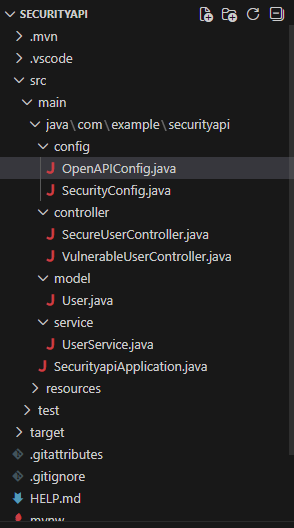 SECURITYAPI
.mvn
.vscode
src
main
java\com\example\securityapi
config
OpenAPIConfig.java
SecurityConfig.java
controller
SecureUserController.java
VulnerableUserController.java
model
User.java
service
UserService.java
SecurityapiApplication.java
resources
test
target
.gitattributes
.gitignore
HELP.md
mvnw